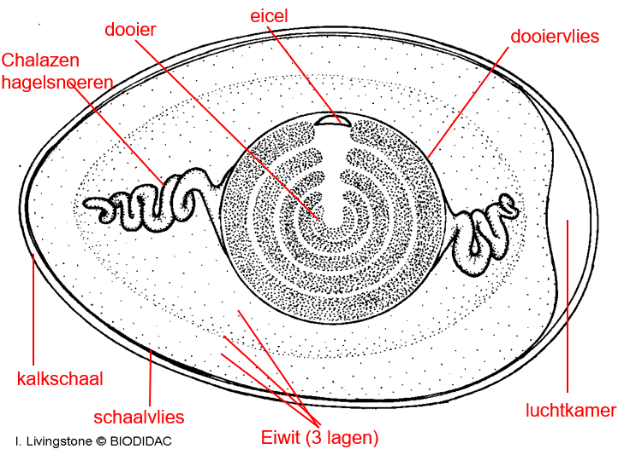 eicel
dooier
dooiervlies
Chalazen
hagelsnoeren
kalkschaal
schaalvlies
luchtkamer
Eiwit (3 lagen)
I. Livingstone © BIODIDAC